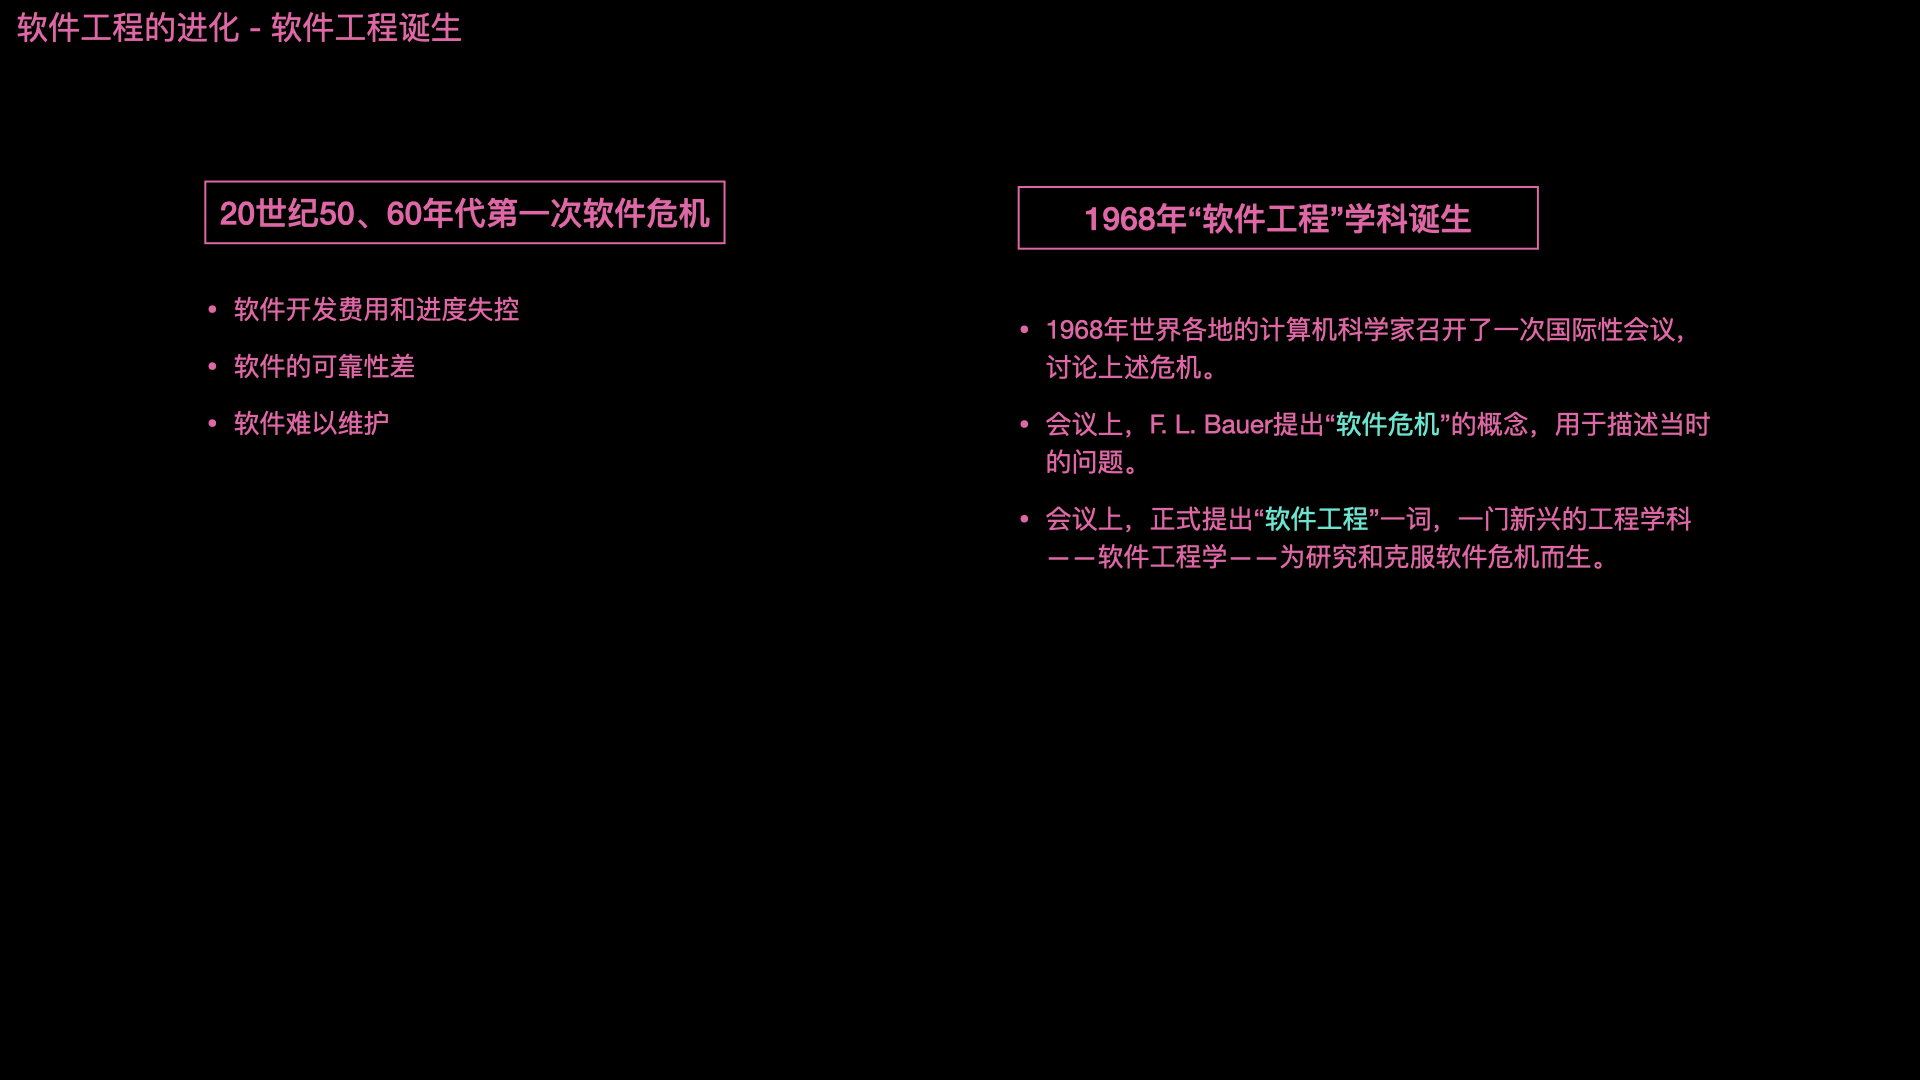 软件工程的进化 - 软件工程诞生
20世纪50、60年代第一次软件危机
• 软件开发费用和进度失控
• 软件的可靠性差
• 软件难以维护
1968年“软件工程”学科诞生
• 1968年世界各地的计算机科学家召开了一次国际性会议，
讨论上述危机。
• 会议上，F. L. Bauer提出“软件危机”的概念，用于描述当时
的问题。
• 会议上，正式提出“软件工程”一词，一门新兴的工程学科
——软件工程学——为研究和克服软件危机而生。